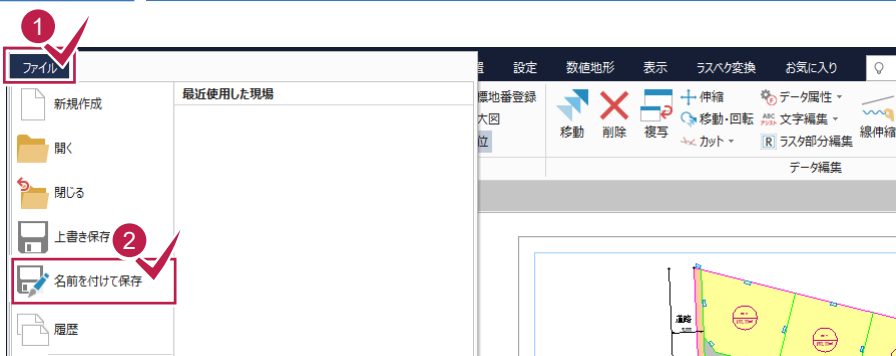 1
ファイル
設定
数値地形
表示
ラスベク変換
お気に入り
新規作成
開く
閉じる
上書き保存
2
名前を付けて保存
履歴
最近使用した現場
標地番登録
大図
位
移動
削除
複写
伸縮
移動・回転
カット
データ属性
ABC
文字編集
R ラスタ部分編集
線伸縮
データ編集
道路